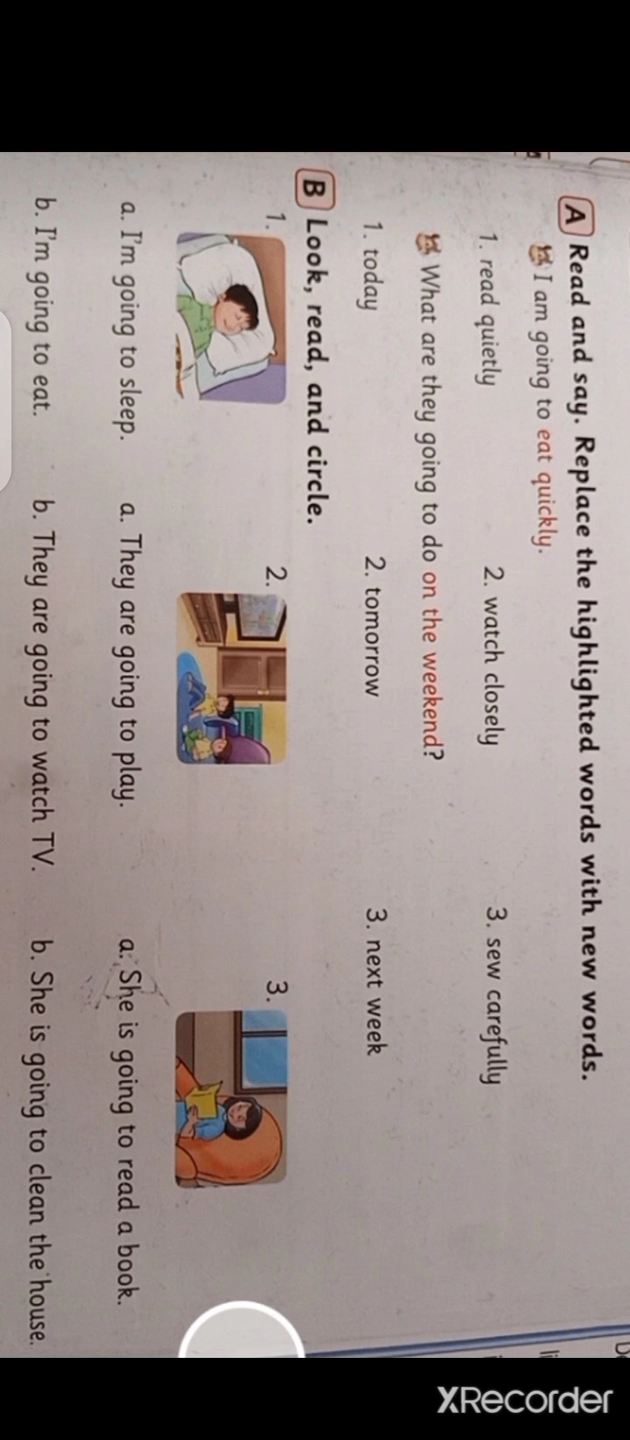 A Read and say. Replace the highlighted words with new words.
I am going to eat quickly.
1. read quietly 2. watch closely 3. sew carefully
What are they going to do on the weekend?
1. today 2. tomorrow 3. next week
B Look, read, and circle.
1. 2. 3.
a. I'm going to sleep. a. They are going to play. a. She is going to read a book.
b. I'm going to eat. b. They are going to watch TV. b. She is going to clean the house.
XRecorder